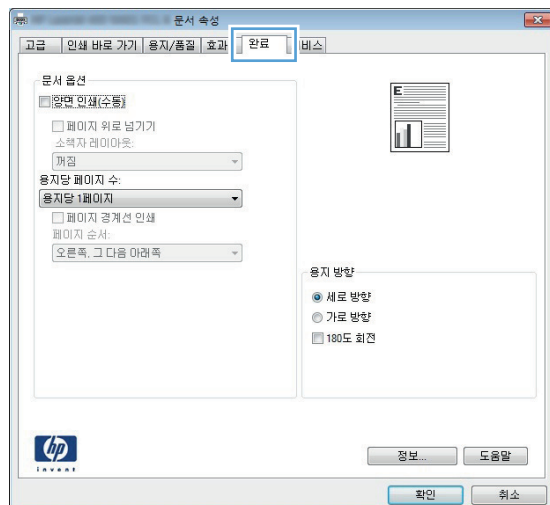 문서 속성
고급 인쇄 바로 가기 용지/품질 효과 완료 비스
문서 옵션
양면 인쇄(수동)
페이지 위로 넘기기
소책자 레이아웃:
꺼짐
용지당 페이지 수:
용지당 1페이지
페이지 경계선 인쇄
페이지 순서:
오른쪽, 그 다음 아래쪽
E
용지 방향
세로 방향
가로 방향
180도 회전
hp
invent
정보... 도움말
확인 취소